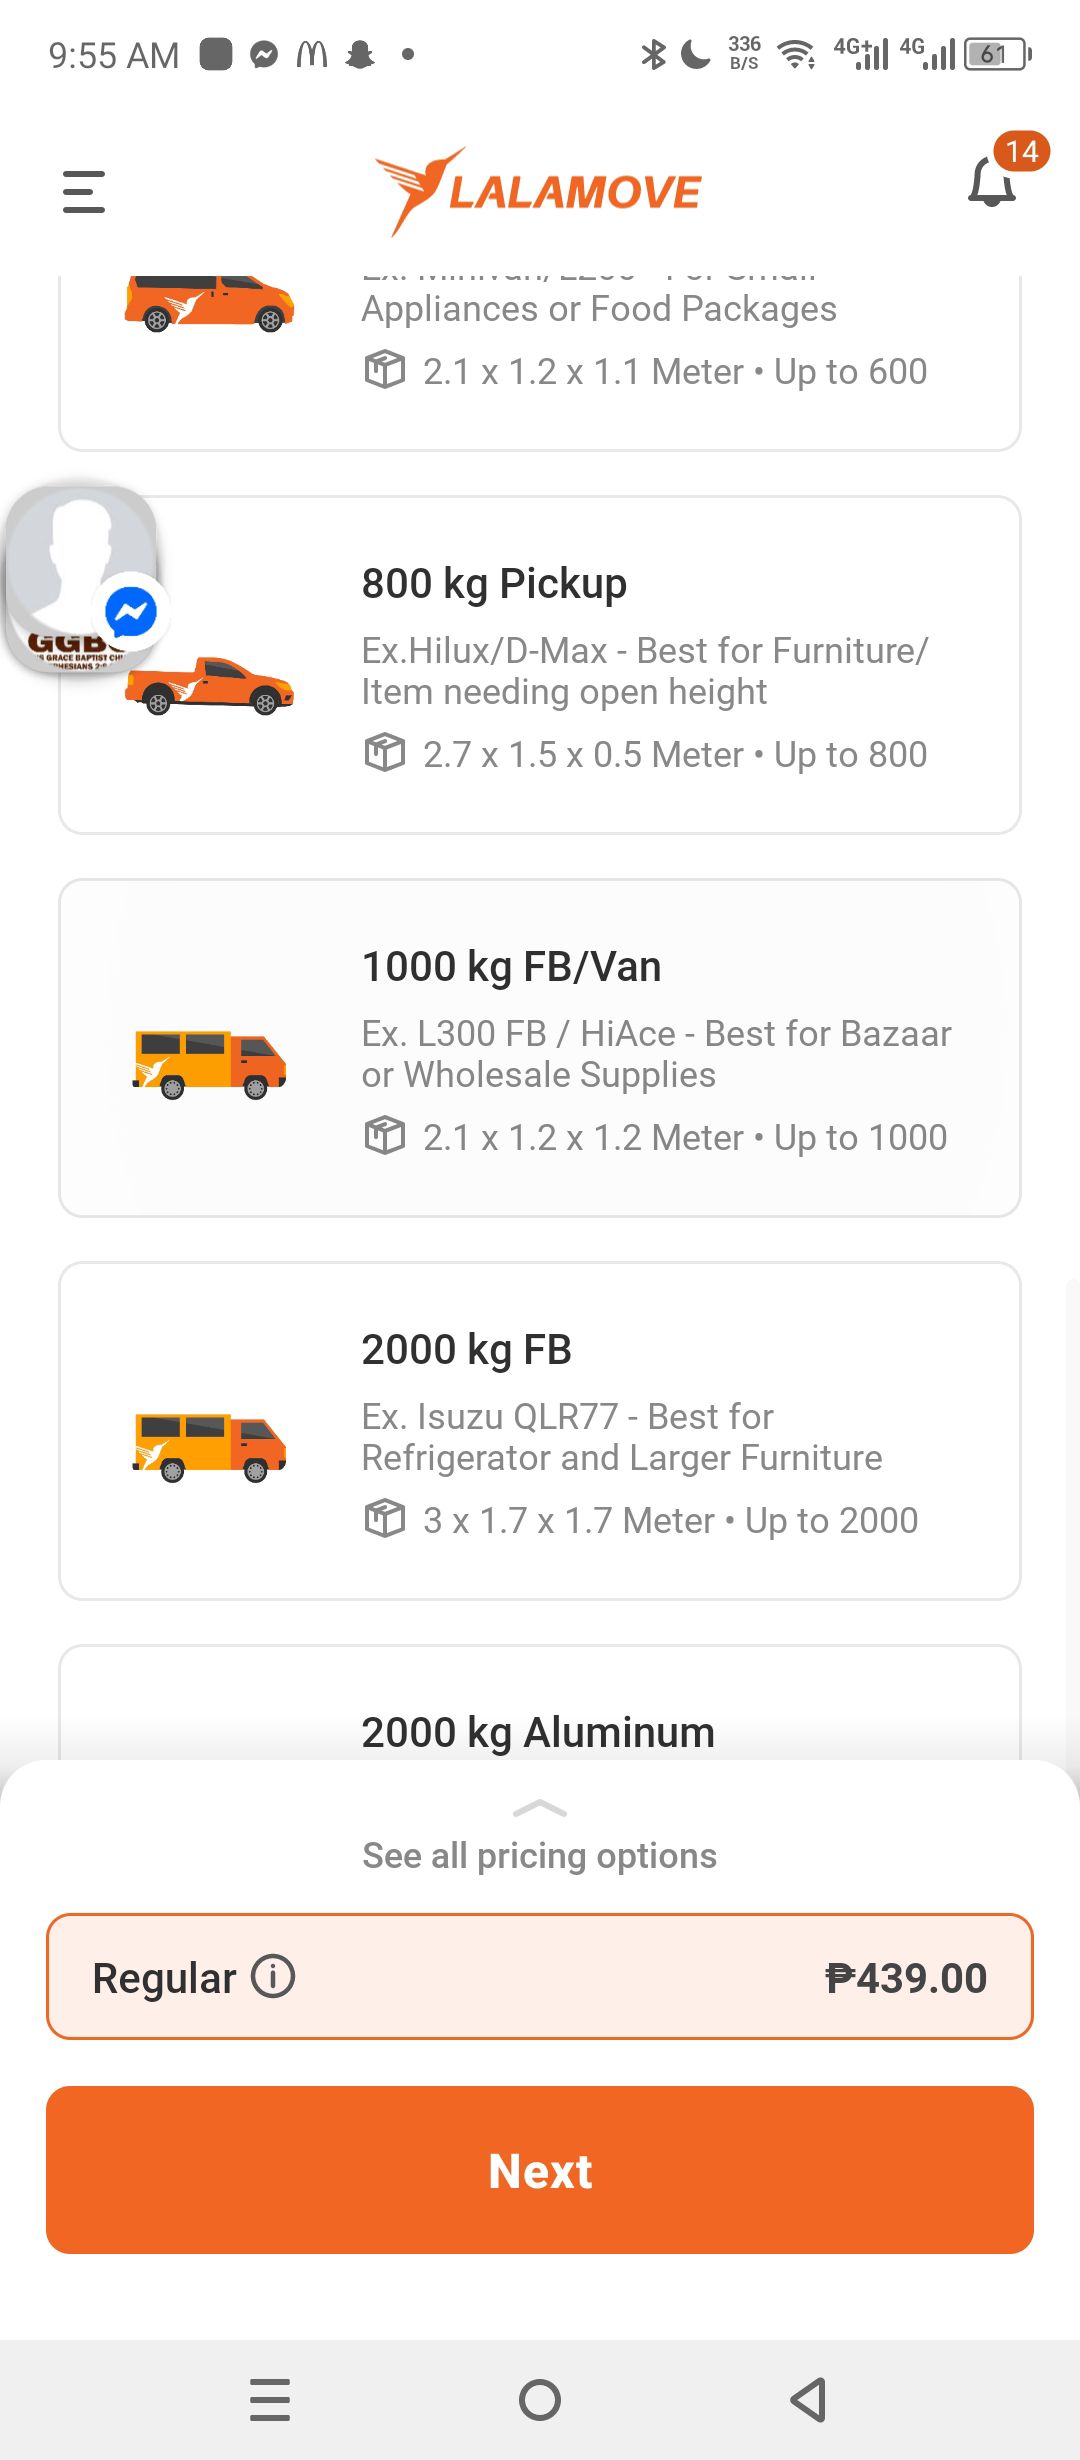 9:55 AM
336
B/S
4G+
4G
61
14
LALAMOVE
Appliances or Food Packages
2.1 x 1.2 x 1.1 Meter • Up to 600
GGB
GRACE BAPTIST
800 kg Pickup
Ex.Hilux/D-Max - Best for Furniture/
Item needing open height
2.7 x 1.5 x 0.5 Meter • Up to 800
1000 kg FB/Van
Ex. L300 FB / HiAce - Best for Bazaar
or Wholesale Supplies
2.1 x 1.2 x 1.2 Meter • Up to 1000
2000 kg FB
Ex. Isuzu QLR77 - Best for
Refrigerator and Larger Furniture
3 x 1.7 x 1.7 Meter • Up to 2000
2000 kg Aluminum
See all pricing options
Regular
₱439.00
Next